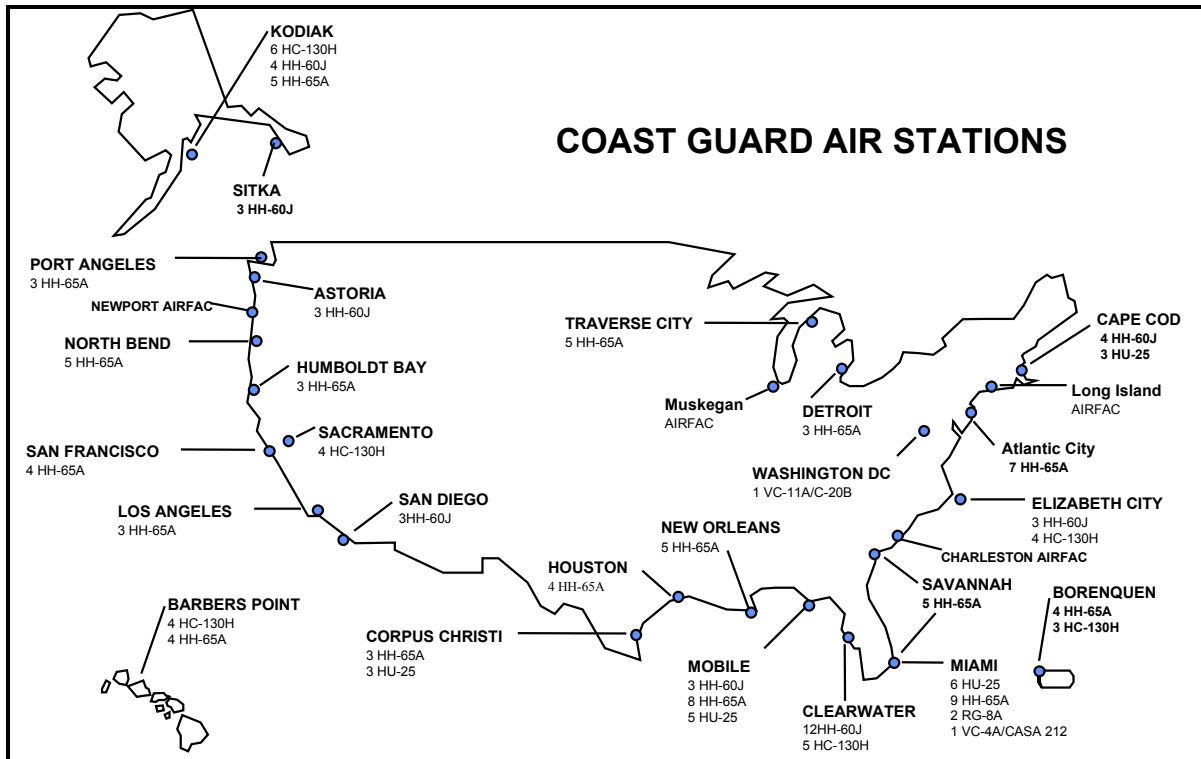 KODIAK
6 HC-130H
4 HH-60J
5 HH-65A
COAST GUARD AIR STATIONS
SITKA
3 HH-60J
PORT ANGELES
3 HH-65A
ASTORIA
3 HH-60J
NEWPORT AIRFAC
NORTH BEND
5 HH-65A
HUMBOLDT BAY
3 HH-65A
SACRAMENTO
4 HC-130H
SAN FRANCISCO
4 HH-65A
LOS ANGELES
3 HH-65A
SAN DIEGO
3HH-60J
TRAVERSE CITY
5 HH-65A
Muskegan
AIRFAC
DETROIT
3 HH-65A
CAPE COD
4 HH-60J
3 HU-25
Long Island
AIRFAC
Atlantic City
7 HH-65A
WASHINGTON DC
1 VC-11A/C-20B
ELIZABETH CITY
3 HH-60J
4 HC-130H
CHARLESTON AIRFAC
SAVANNAH
5 HH-65A
NEW ORLEANS
5 HH-65A
HOUSTON
4 HH-65A
BARBERS POINT
4 HC-130H
4 HH-65A
CORPUS CHRISTI
3 HH-65A
3 HU-25
MOBILE
3 HH-60J
8 HH-65A
5 HU-25
CLEARWATER
12HH-60J
5 HC-130H
MIAMI
6 HU-25
9 HH-65A
2 RG-8A
1 VC-4A/CASA 212
BORENQUEN
4 HH-65A
3 HC-130H